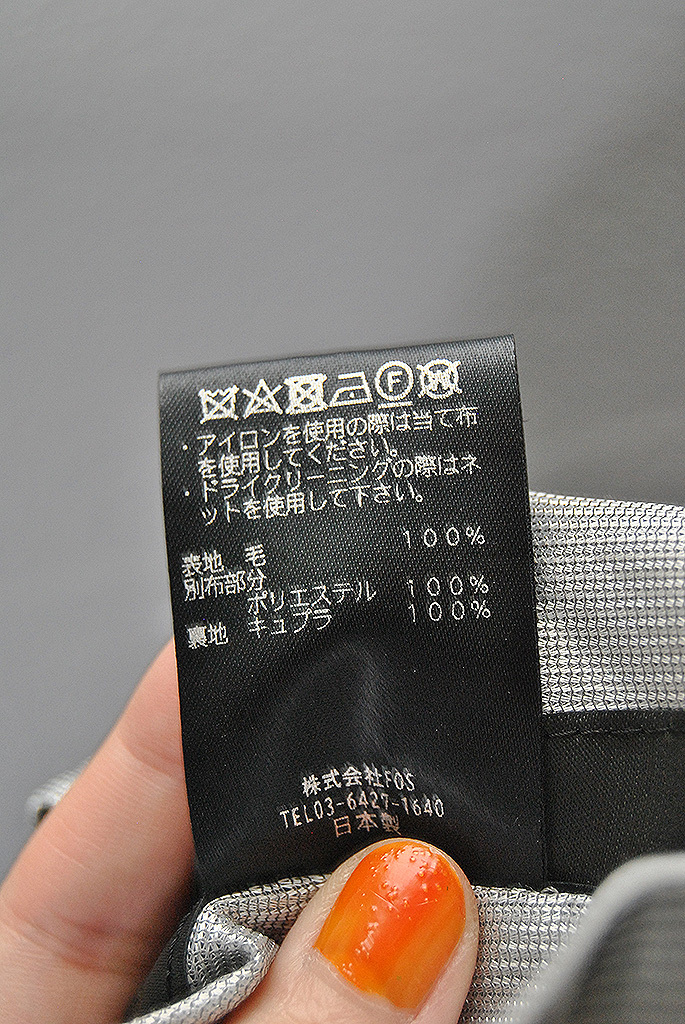 F W
・アイロンを使用の際は当て布
を使用してください。
・ドライクリーニングの際はネ
ットを使用して下さい。
表地 毛 100%
別布部分
ポリエステル 100%
裏地 キュプラ 100%
株式会社FOS
TEL03-6427-1640
日本製